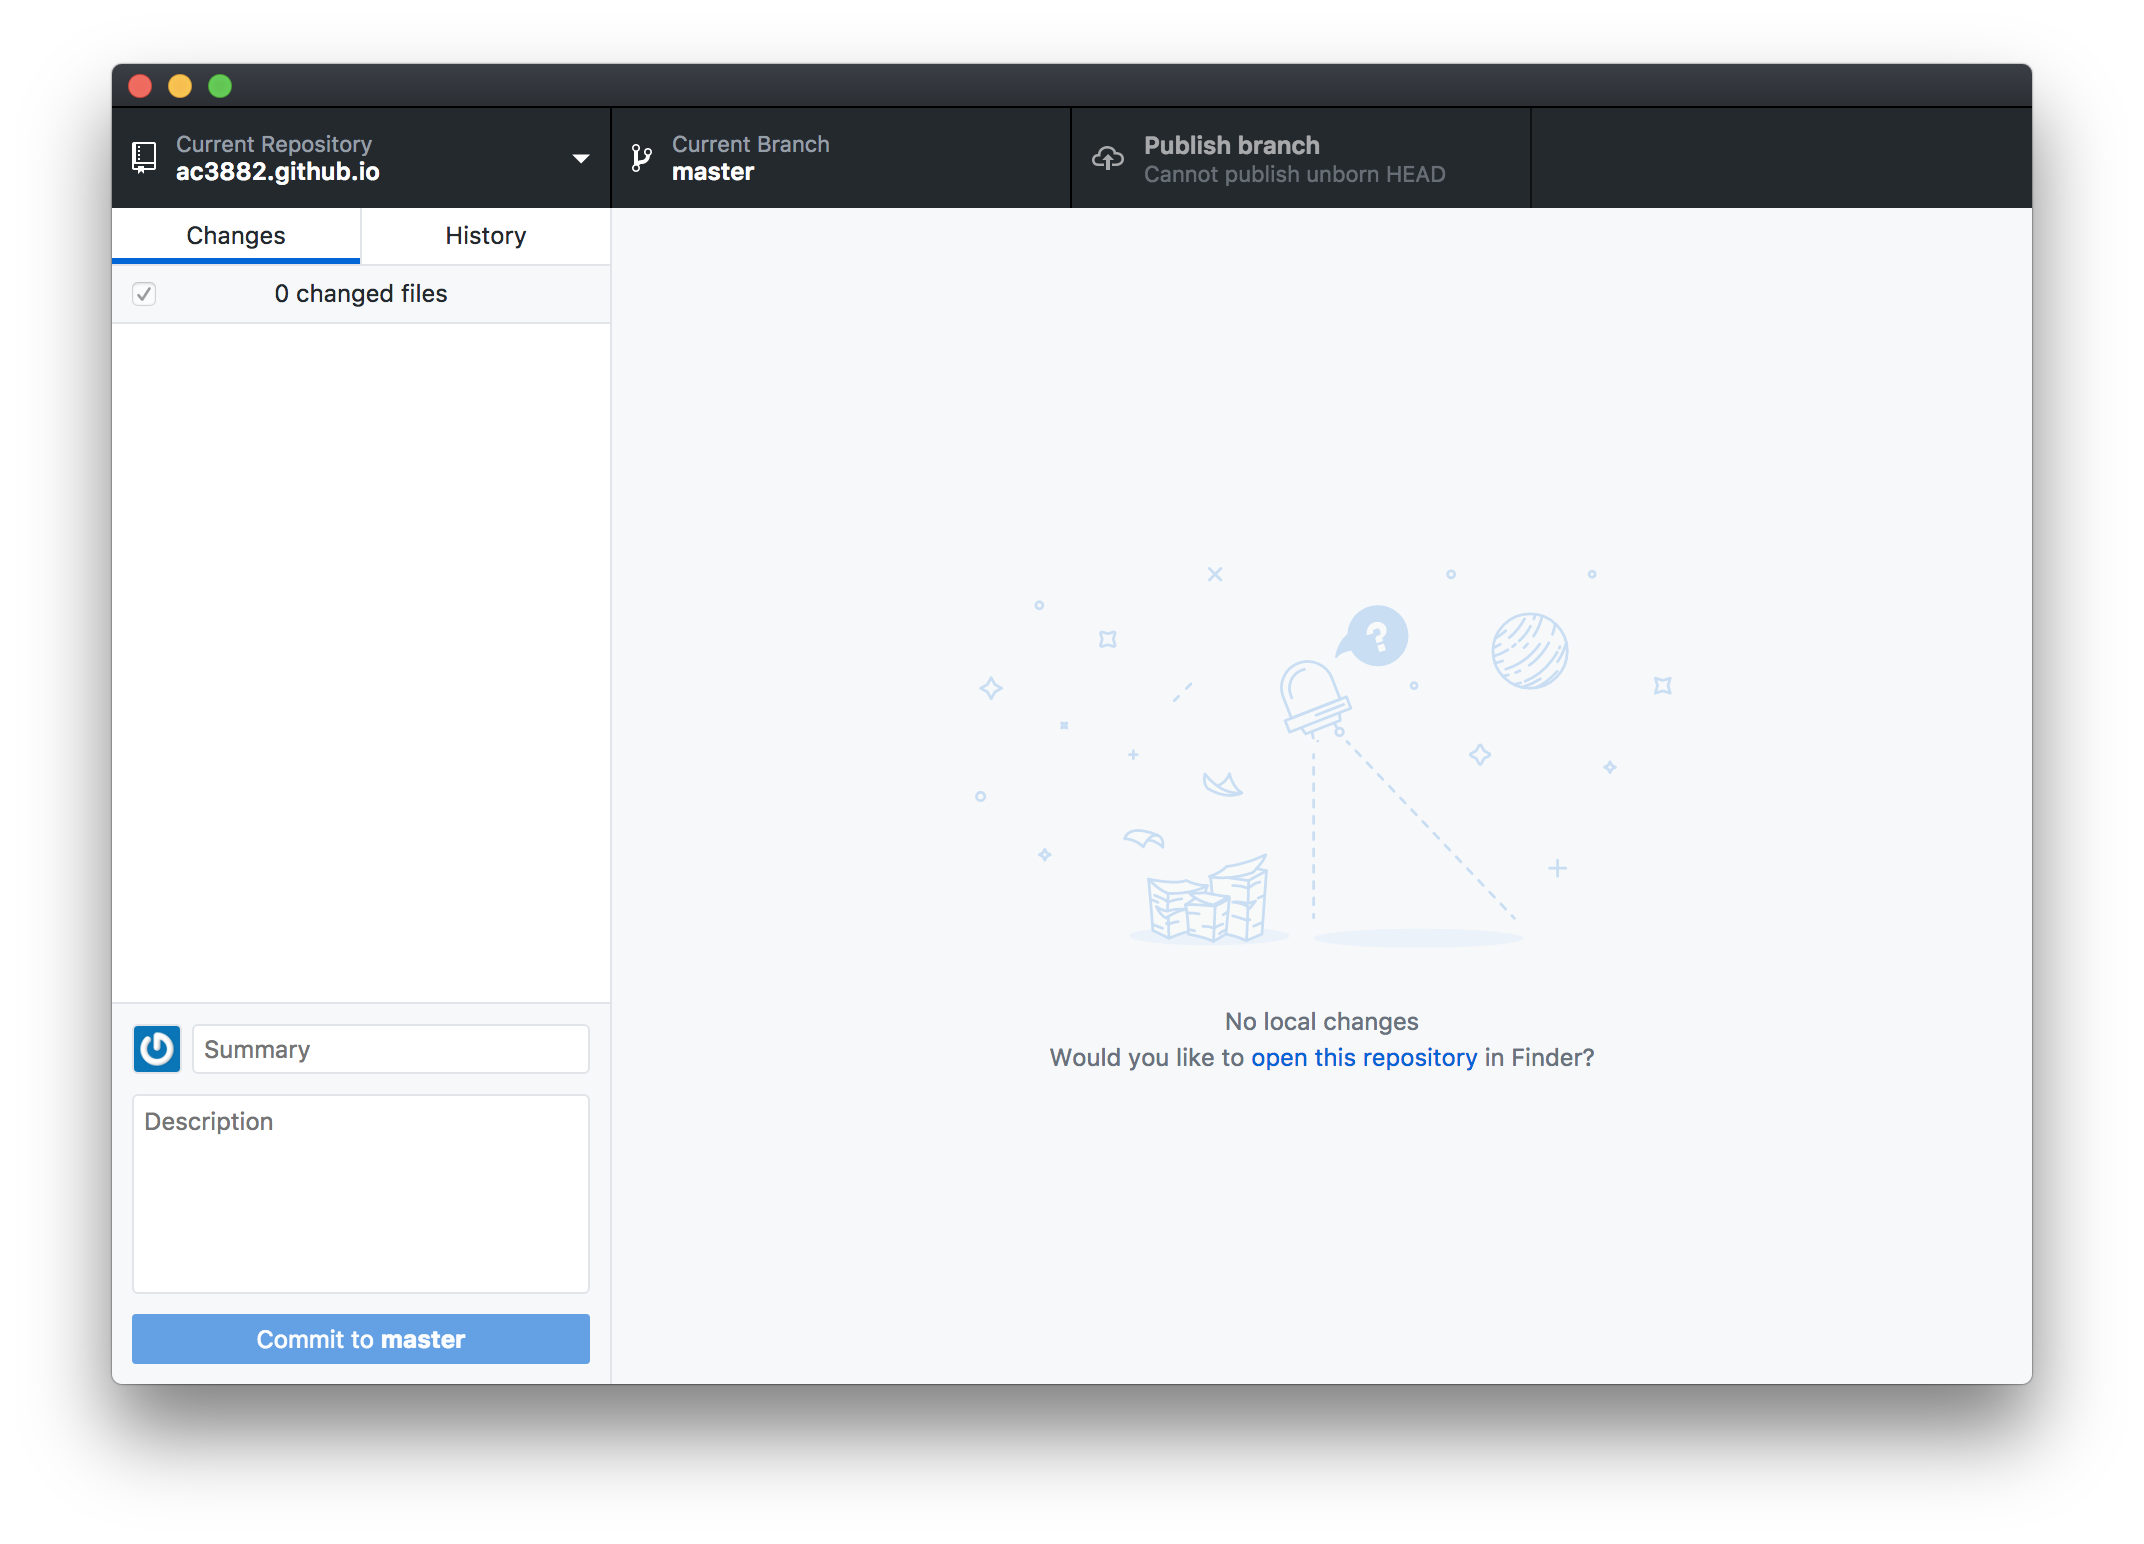 Current Repository
ac3882.github.io
Current Branch
master
Publish branch
Cannot publish unborn HEAD
Changes
History
0 changed files
?
No local changes
Would you like to open this repository in Finder?
Summary
Description
Commit to master